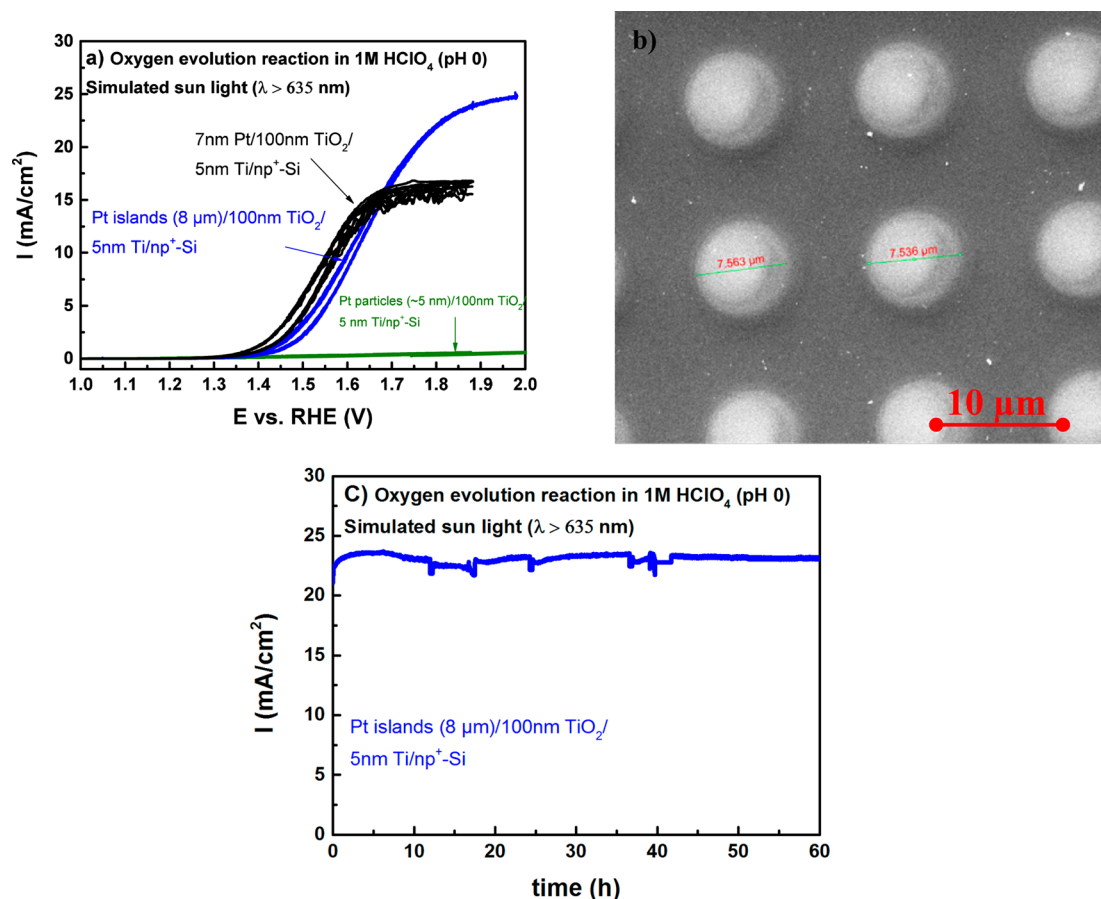 a) Oxygen evolution reaction in 1M HClO₄ (pH 0)
Simulated sun light (λ > 635 nm)
7nm Pt/100nm TiO₂/
5nm Ti/np⁺-Si
Pt islands (8 µm)/100nm TiO₂/
5nm Ti/np⁺-Si
Pt particles (~5 nm)/100nm TiO₂/
5 nm Ti/np⁺-Si
I (mA/cm²)
30
25
20
15
10
5
0
1.0 1.1 1.2 1.3 1.4 1.5 1.6 1.7 1.8 1.9 2.0
E vs. RHE (V)
b)
7.563 µm
7.536 µm
10 µm
C) Oxygen evolution reaction in 1M HClO₄ (pH 0)
Simulated sun light (λ > 635 nm)
Pt islands (8 µm)/100nm TiO₂/
5nm Ti/np⁺-Si
I (mA/cm²)
30
25
20
15
10
5
0
0 10 20 30 40 50 60
time (h)